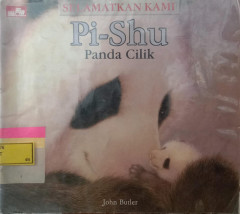 SELAMATKAN KAMI
Pi-Shu
Panda Cilik
John Butler